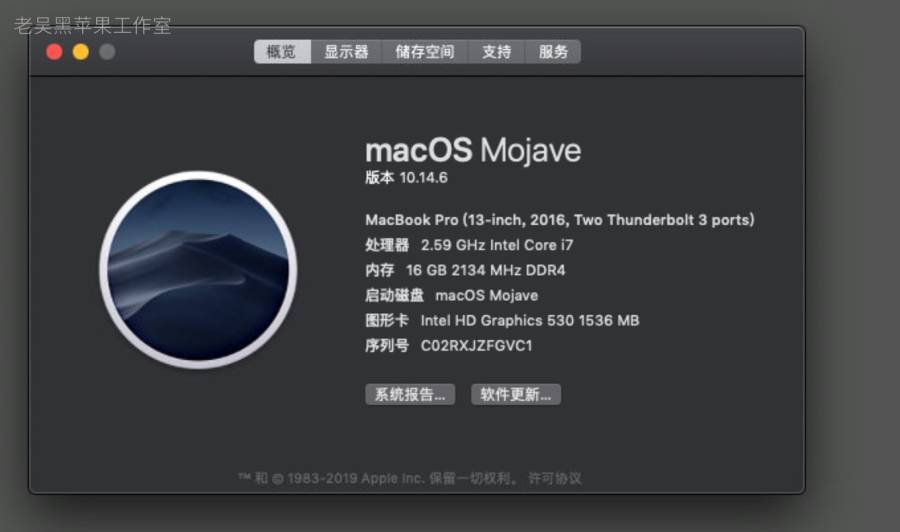 老吴黑苹果工作室
概览 显示器 储存空间 支持 服务
macOS Mojave
版本 10.14.6
MacBook Pro (13-inch, 2016, Two Thunderbolt 3 ports)
处理器 2.59 GHz Intel Core i7
内存 16 GB 2134 MHz DDR4
启动磁盘 macOS Mojave
图形卡 Intel HD Graphics 530 1536 MB
序列号 C02RXJZFGVC1
系统报告... 软件更新...
™ 和 © 1983-2019 Apple Inc. 保留一切权利。 许可协议